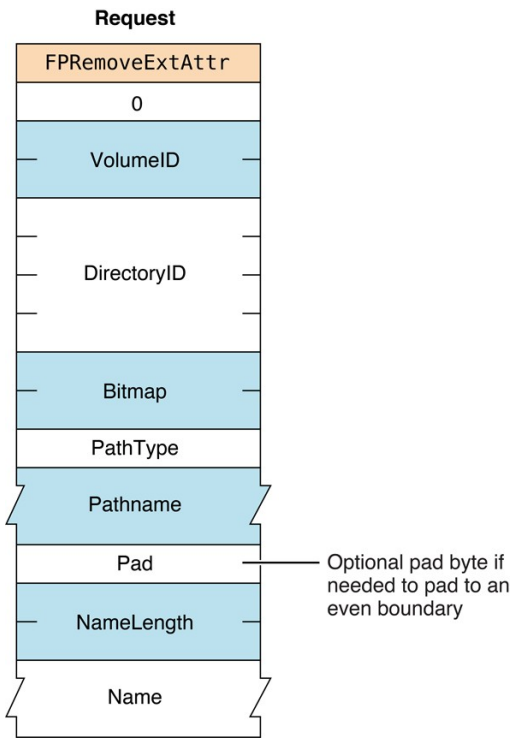 Request
FPRemoveExtAttr
0
VolumeID
DirectoryID
Bitmap
PathType
Pathname
Pad
Optional pad byte if
needed to pad to an
even boundary
NameLength
Name